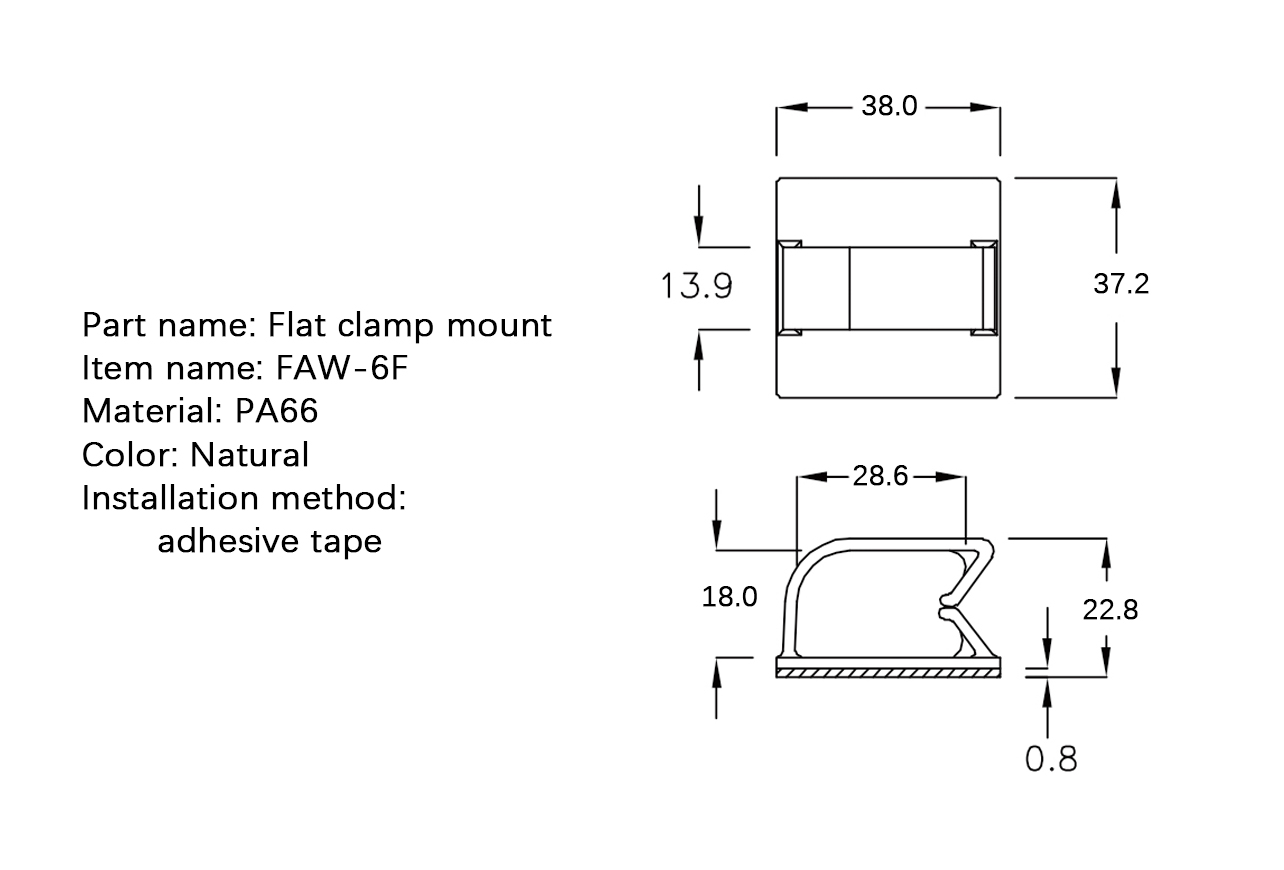 Part name: Flat clamp mount
Item name: FAW-6F
Material: PA66
Color: Natural
Installation method:
adhesive tape
38.0
13.9
37.2
28.6
18.0
22.8
0.8